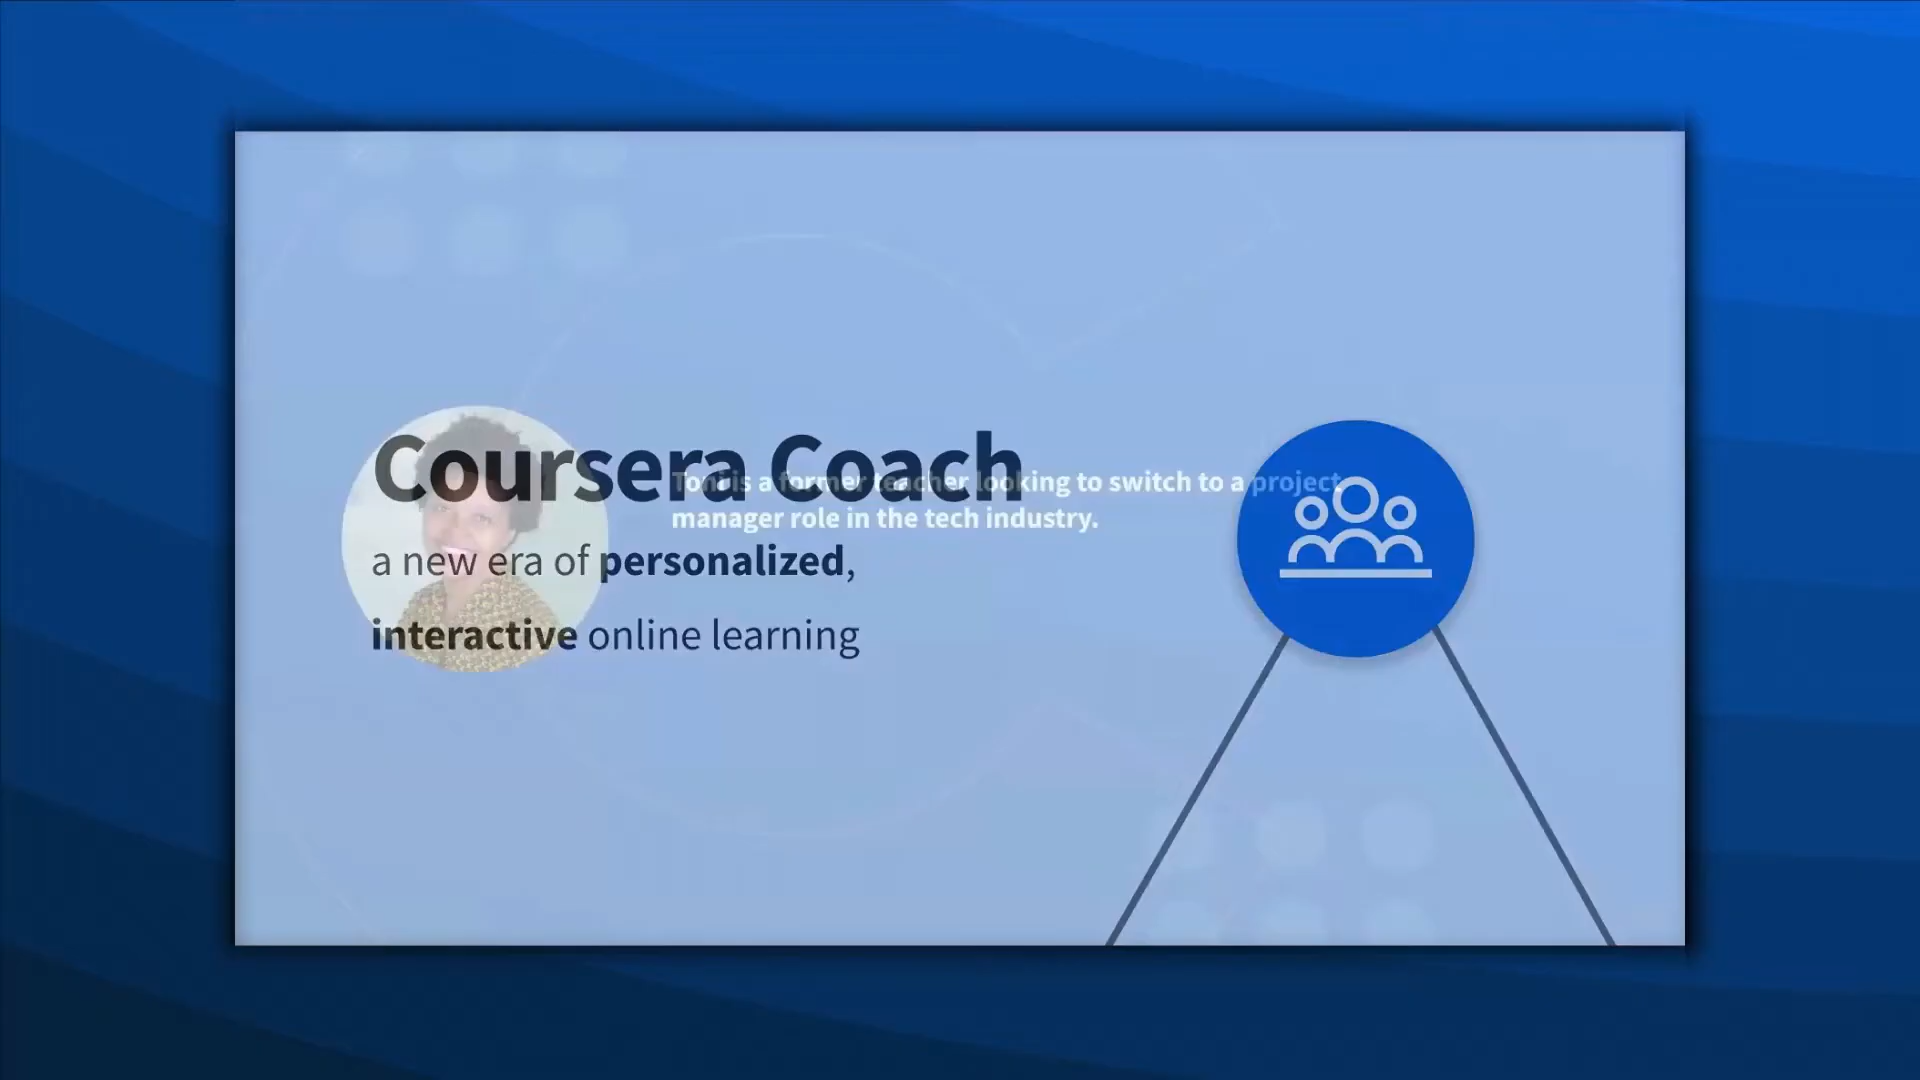 Coursera Coach
Toni is a former teacher looking to switch to a project
manager role in the tech industry.
a new era of personalized,
interactive online learning